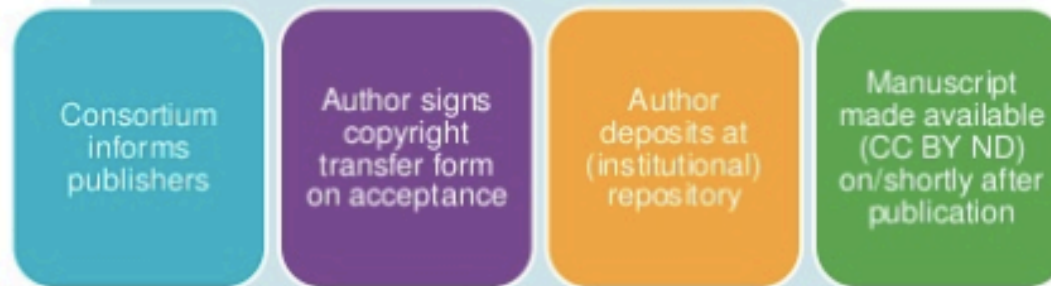 Consortium
informs
publishers
Author signs
copyright
transfer form
on acceptance
Author
deposits at
(institutional)
repository
Manuscript
made available
(CC BY ND)
on/shortly after
publication